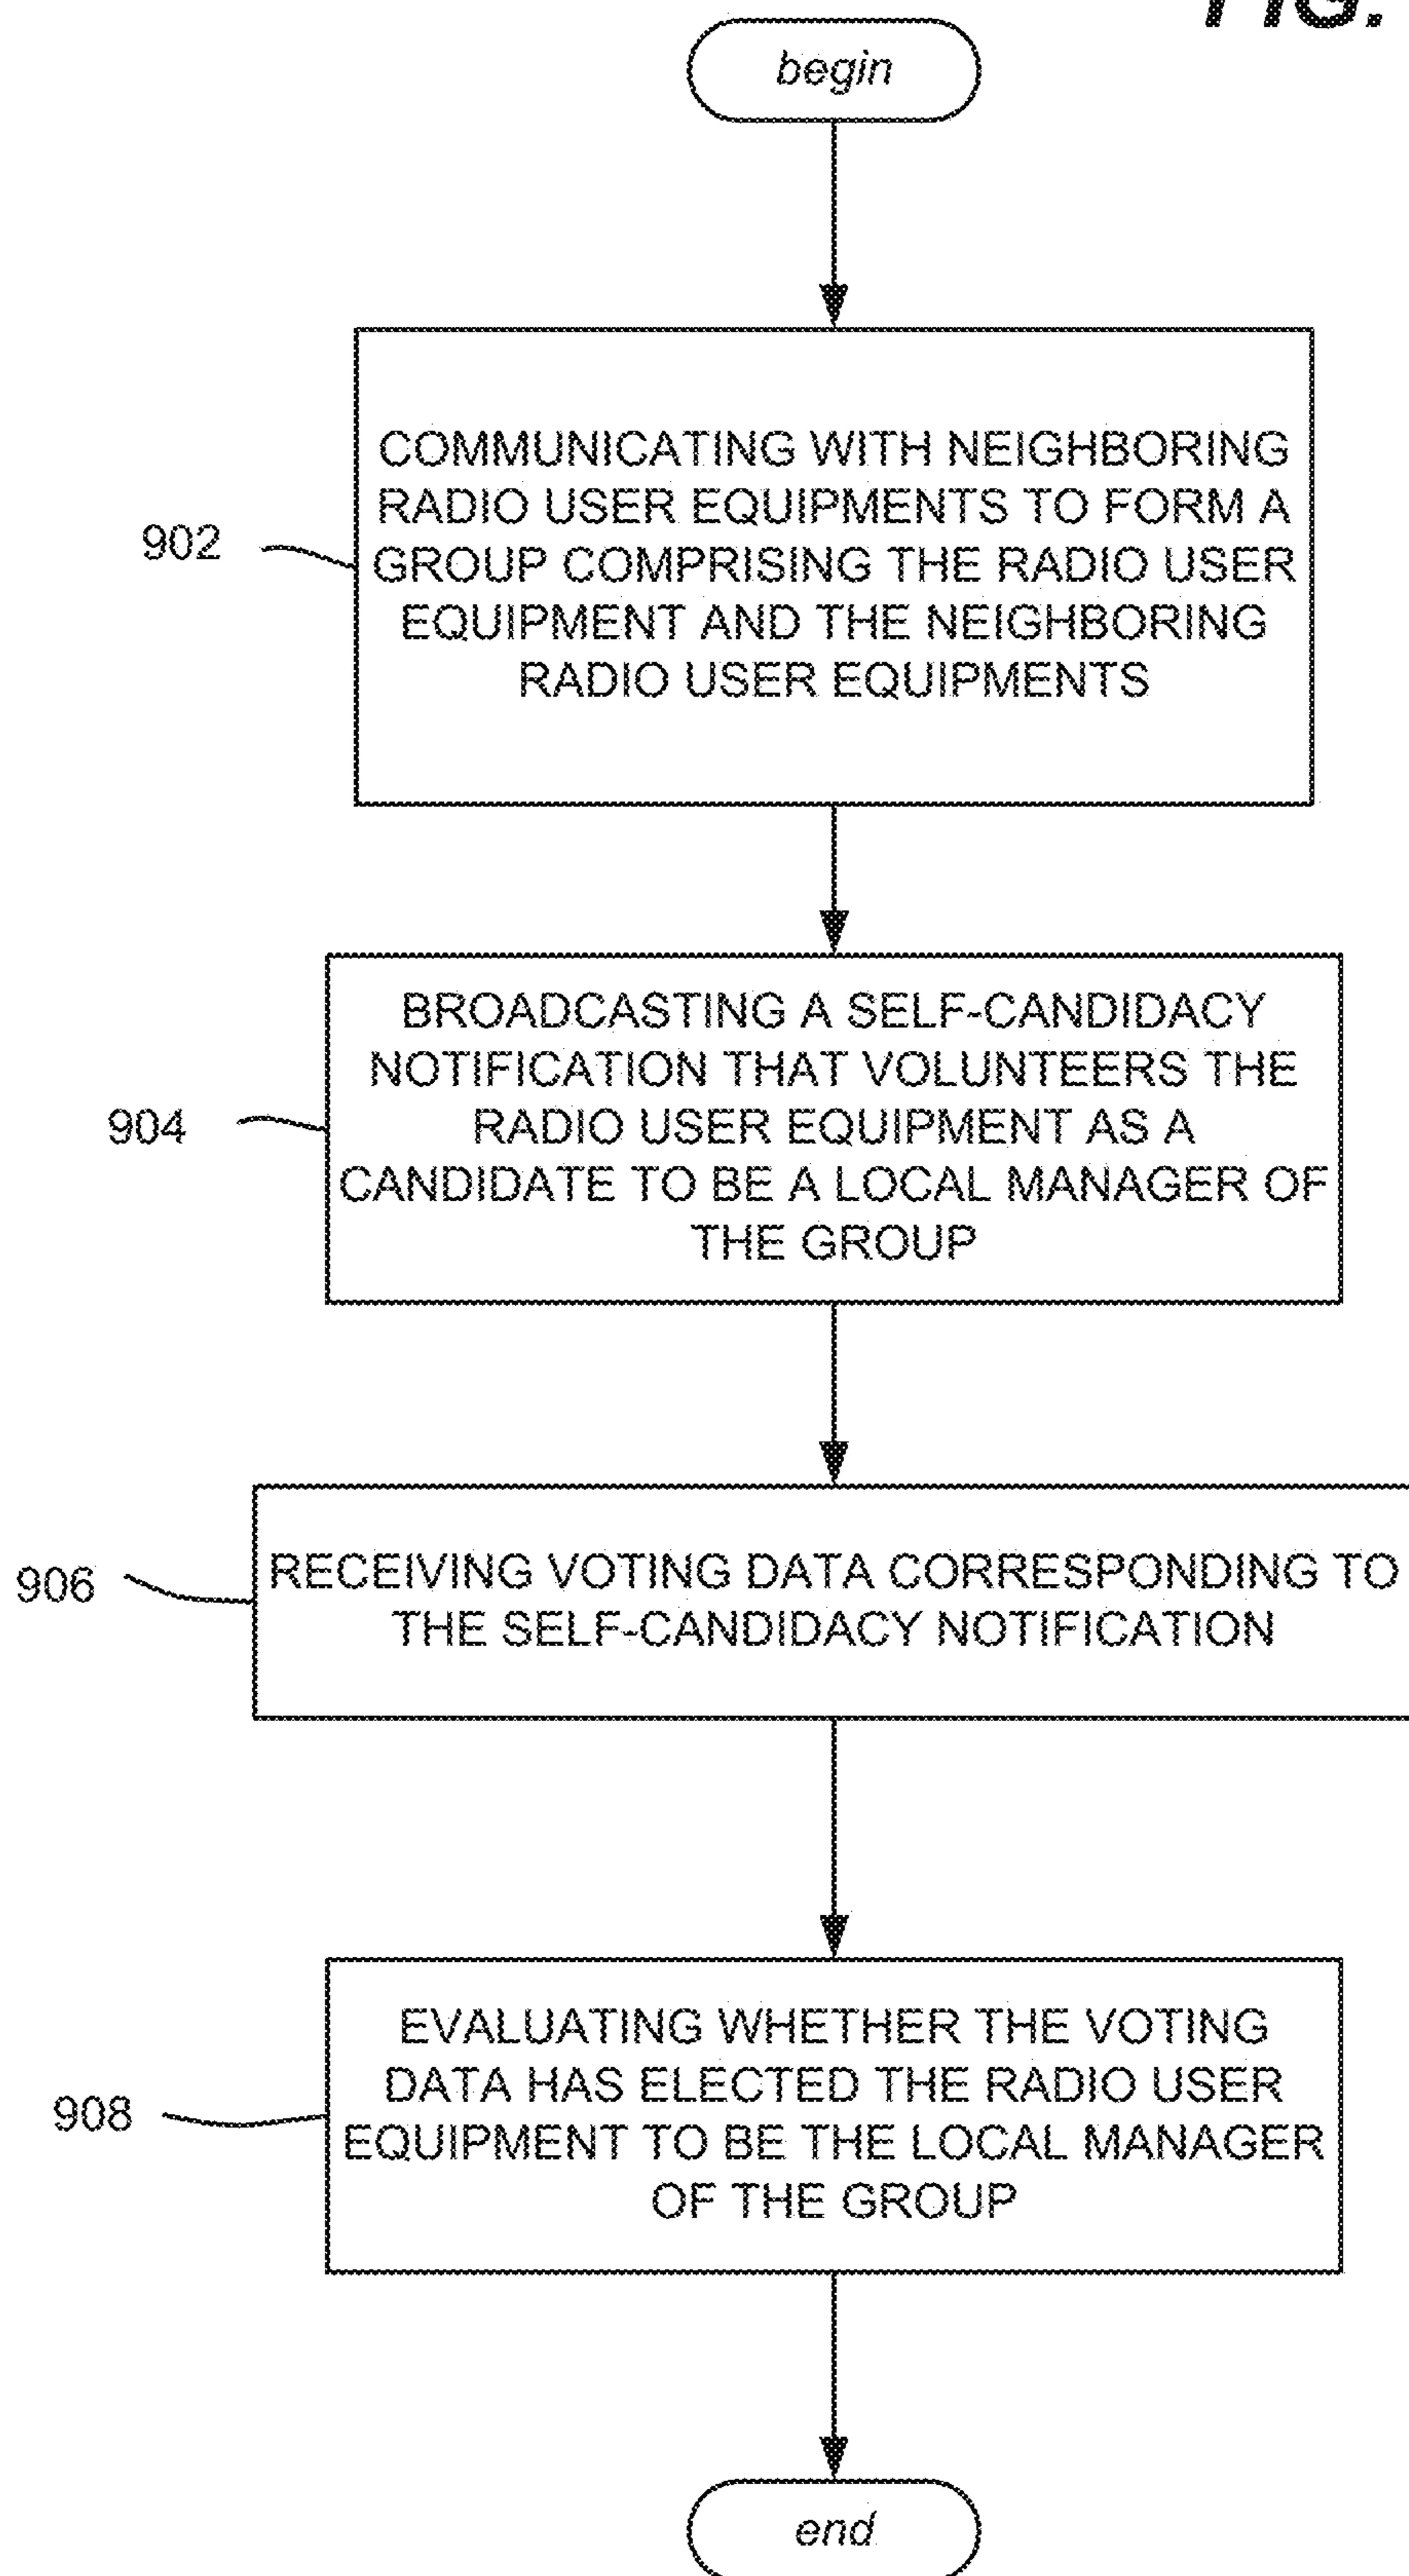 FIG.
begin
COMMUNICATING WITH NEIGHBORING
RADIO USER EQUIPMENTS TO FORM A
GROUP COMPRISING THE RADIO USER
EQUIPMENT AND THE NEIGHBORING
RADIO USER EQUIPMENTS
902
BROADCASTING A SELF-CANDIDACY
NOTIFICATION THAT VOLUNTEERS THE
RADIO USER EQUIPMENT AS A
CANDIDATE TO BE A LOCAL MANAGER OF
THE GROUP
904
RECEIVING VOTING DATA CORRESPONDING TO
THE SELF-CANDIDACY NOTIFICATION
906
EVALUATING WHETHER THE VOTING
DATA HAS ELECTED THE RADIO USER
EQUIPMENT TO BE THE LOCAL MANAGER
OF THE GROUP
908
end